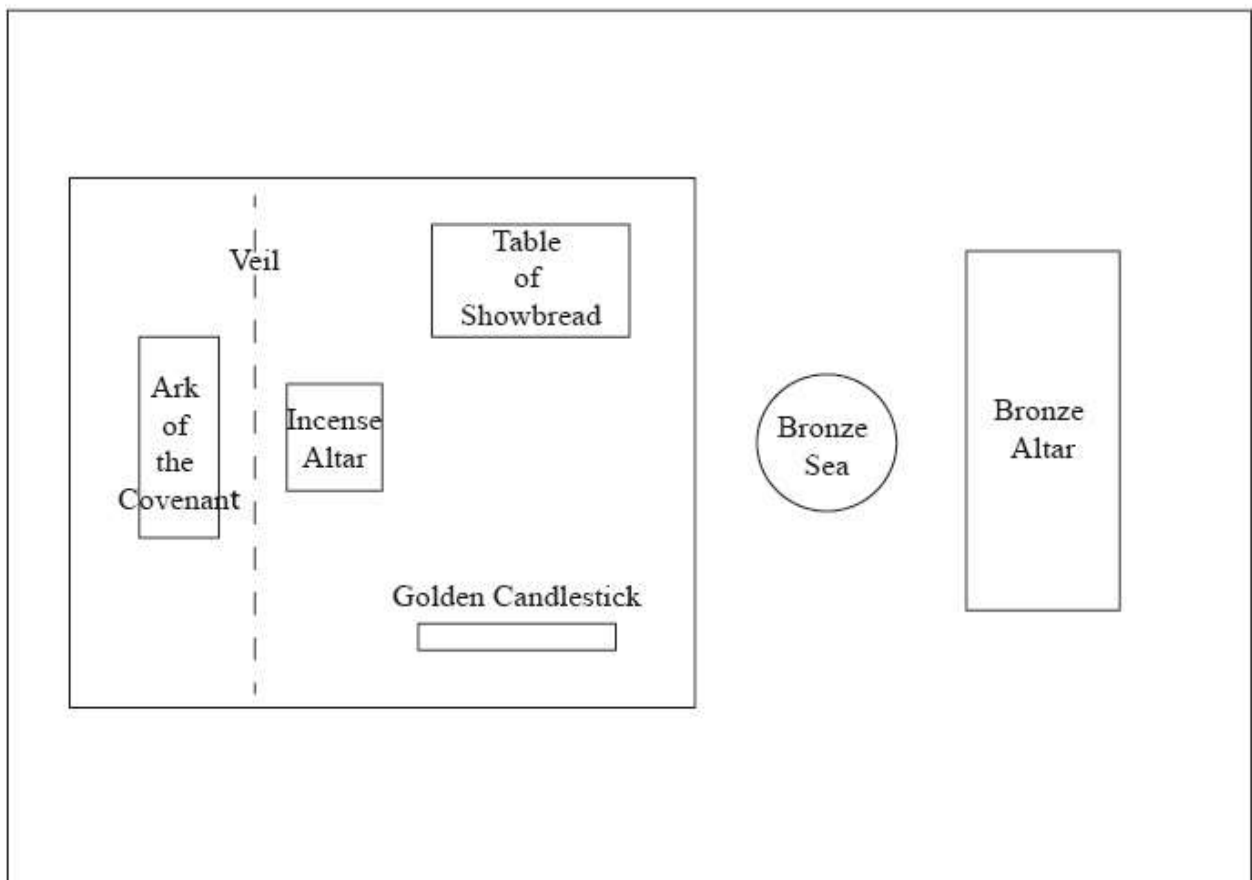 Veil
Table
of
Showbread
Ark
of
the
Covenant
Incense
Altar
Bronze
Sea
Bronze
Altar
Golden Candlestick